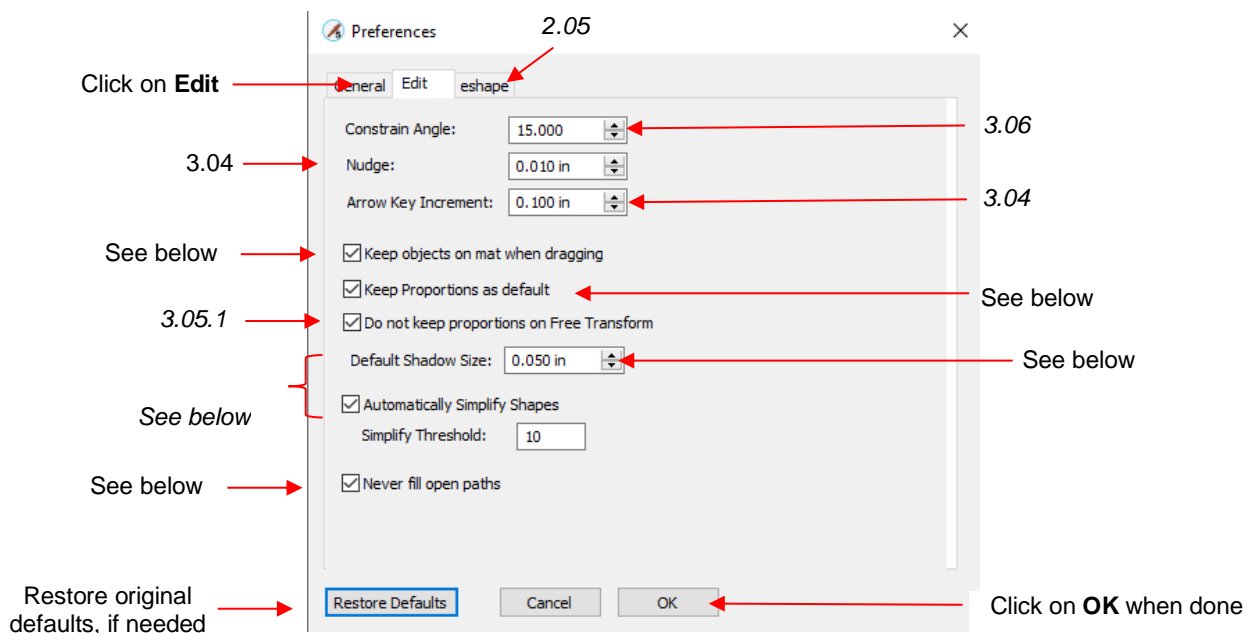 Preferences
2.05
Click on Edit
General Edit eshape
Constrain Angle: 15.000
3.06
3.04
Nudge: 0.010 in
Arrow Key Increment: 0.100 in
3.04
See below
Keep objects on mat when dragging
Keep Proportions as default
See below
3.05.1
Do not keep proportions on Free Transform
Default Shadow Size: 0.050 in
See below
See below
Automatically Simplify Shapes
Simplify Threshold: 10
See below
Never fill open paths
Restore original
defaults, if needed
Restore Defaults Cancel OK
Click on OK when done